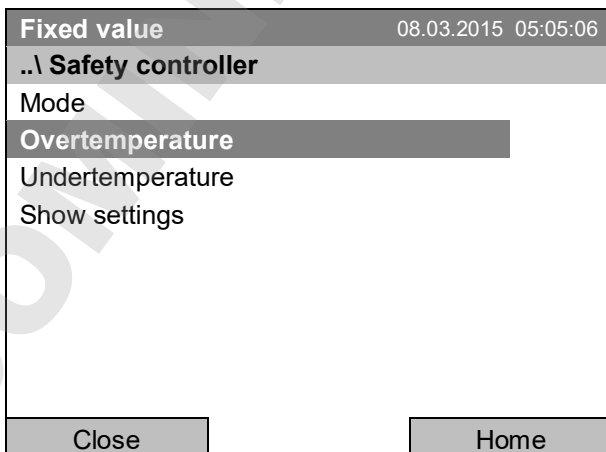 Fixed value 08.03.2015 05:05:06
..\ Safety controller
Mode
Overtemperature
Undertemperature
Show settings
Close Home